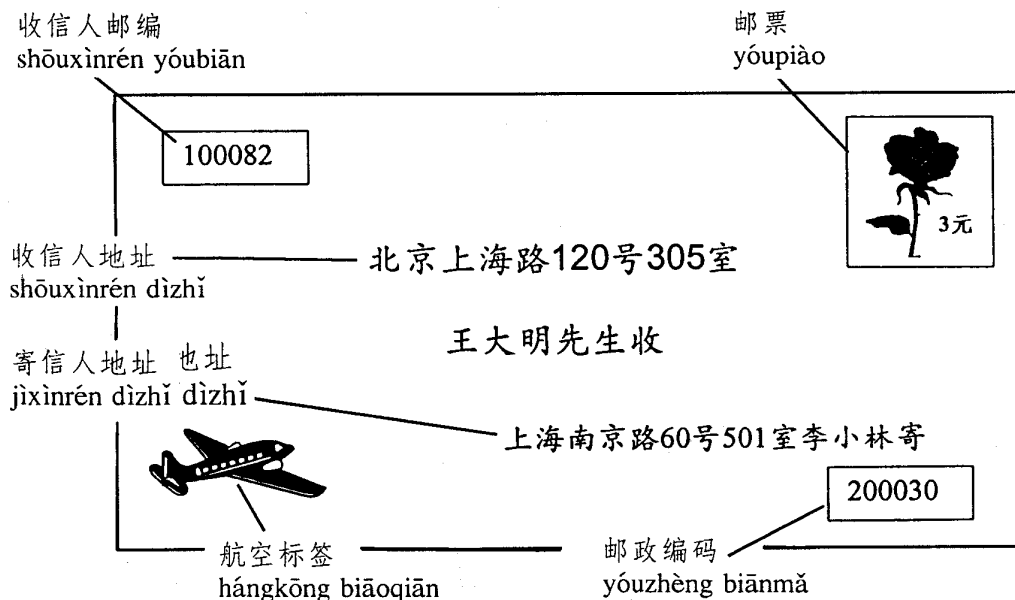 收信人邮编
shōuxìnrén yóubiān
邮票
yóupiào
100082
3元
收信人地址
shōuxìnrén dìzhǐ
北京上海路120号305室
王大明先生收
寄信人地址 也址
jìxìnrén dìzhǐ dìzhǐ
上海南京路60号501室李小林寄
200030
航空标签
hángkōng biāoqiān
邮政编码
yóuzhèng biānmǎ